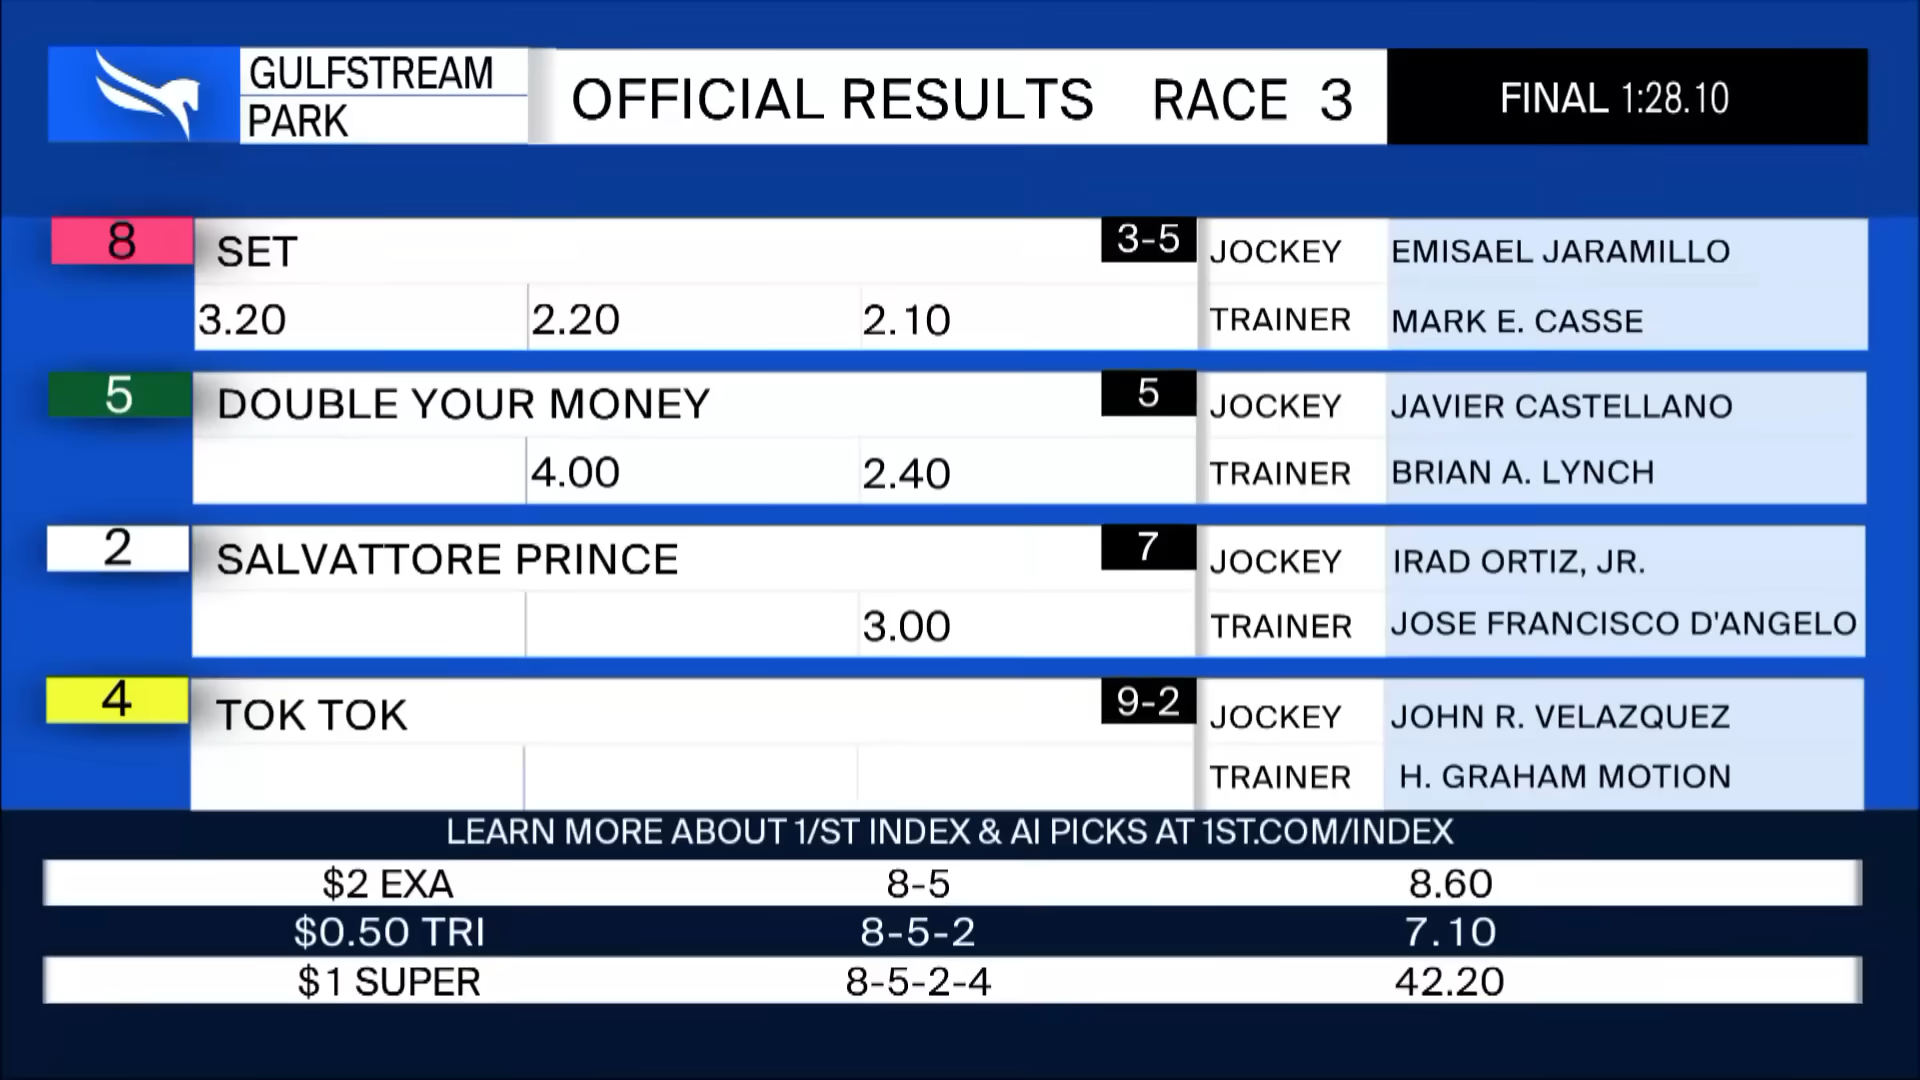 GULFSTREAM
PARK
OFFICIAL RESULTS RACE 3
FINAL 1:28.10
8 SET 3-5 JOCKEY EMISAEL JARAMILLO
3.20 2.20 2.10 TRAINER MARK E. CASSE
5 DOUBLE YOUR MONEY 5 JOCKEY JAVIER CASTELLANO
4.00 2.40 TRAINER BRIAN A. LYNCH
2 SALVATTORE PRINCE 7 JOCKEY IRAD ORTIZ, JR.
3.00 TRAINER JOSE FRANCISCO D'ANGELO
4 TOK TOK 9-2 JOCKEY JOHN R. VELAZQUEZ
TRAINER H. GRAHAM MOTION
LEARN MORE ABOUT 1/ST INDEX & AI PICKS AT 1ST.COM/INDEX
$2 EXA 8-5 8.60
$0.50 TRI 8-5-2 7.10
$1 SUPER 8-5-2-4 42.20